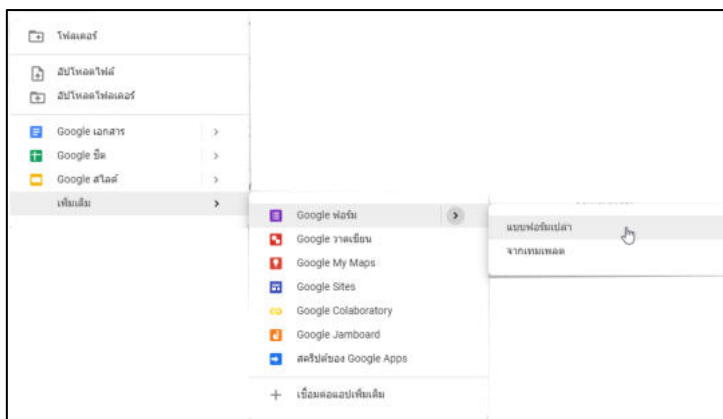 โฟลเดอร์
อัปโหลดไฟล์
อัปโหลดโฟลเดอร์
Google เอกสาร
Google ชีต
Google สไลด์
เพิ่มเติม
Google ฟอร์ม
Google วาดเขียน
Google My Maps
Google Sites
Google Colaboratory
Google Jamboard
สคริปต์ของ Google Apps
เชื่อมต่อแอปเพิ่มเติม
แบบฟอร์มเปล่า
จากเทมเพลต